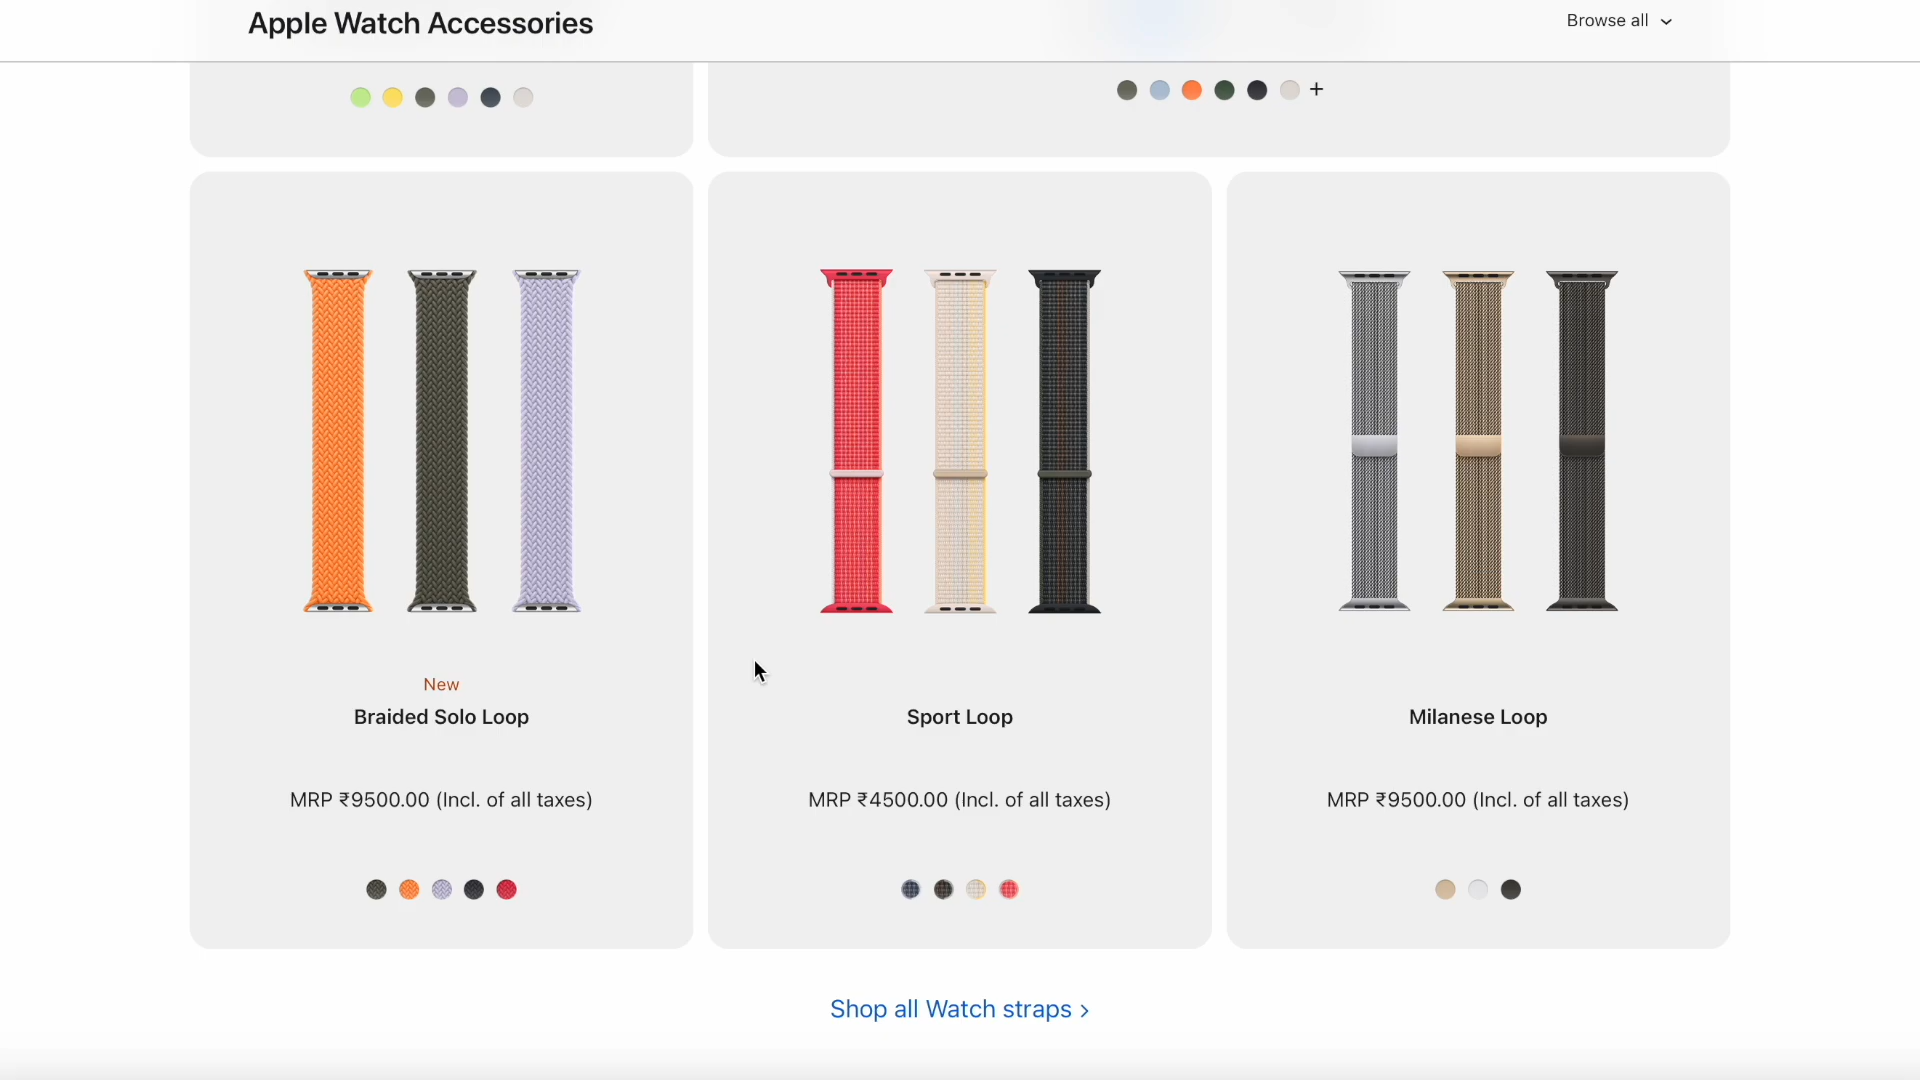 Apple Watch Accessories
Browse all
+
New
Braided Solo Loop
MRP ₹9500.00 (Incl. of all taxes)
Sport Loop
MRP ₹4500.00 (Incl. of all taxes)
Milanese Loop
MRP ₹9500.00 (Incl. of all taxes)
Shop all Watch straps ›